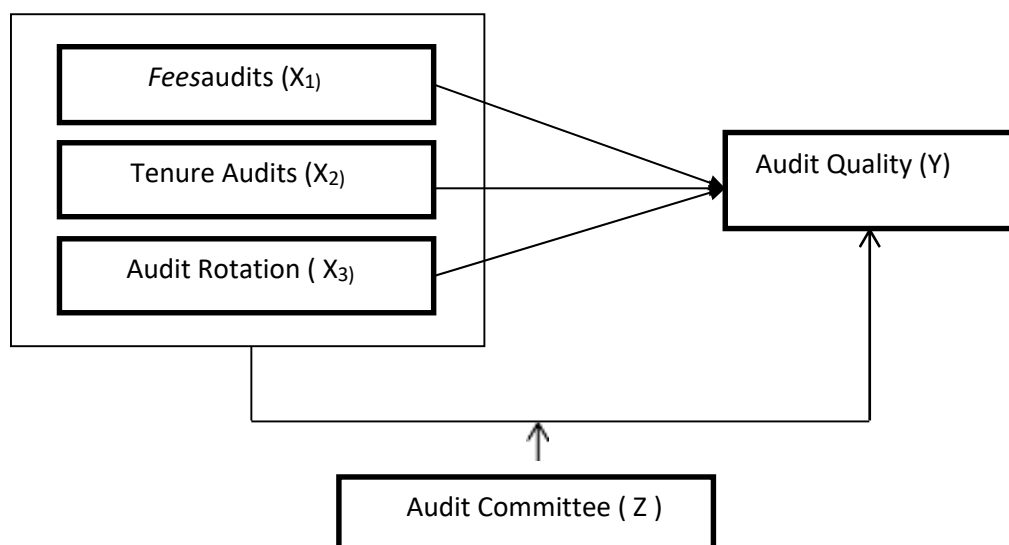 Feesaudits (X1)
Tenure Audits (X2)
Audit Rotation ( X3)
Audit Quality (Y)
Audit Committee ( Z )